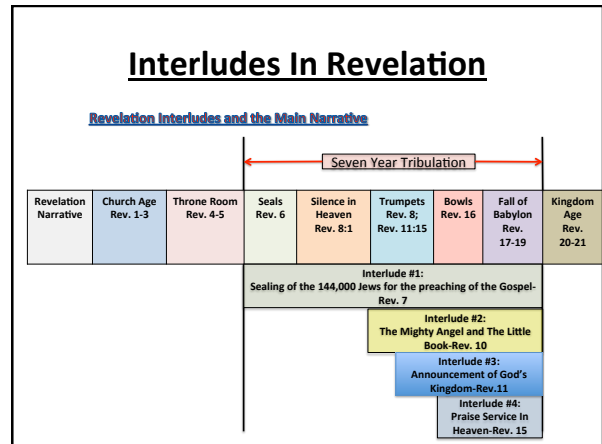 Interludes In Revelation
Revelation Interludes and the Main Narrative
Seven Year Tribulation
Revelation
Narrative
Church Age
Rev. 1-3
Throne Room
Rev. 4-5
Seals
Rev. 6
Silence in
Heaven
Rev. 8:1
Trumpets
Rev. 8;
Rev. 11:15
Bowls
Rev. 16
Fall of
Babylon
Rev.
17-19
Kingdom
Age
Rev.
20-21
Interlude #1:
Sealing of the 144,000 Jews for the preaching of the Gospel-
Rev. 7
Interlude #2:
The Mighty Angel and The Little
Book-Rev. 10
Interlude #3:
Announcement of God's
Kingdom-Rev.11
Interlude #4:
Praise Service In
Heaven-Rev. 15